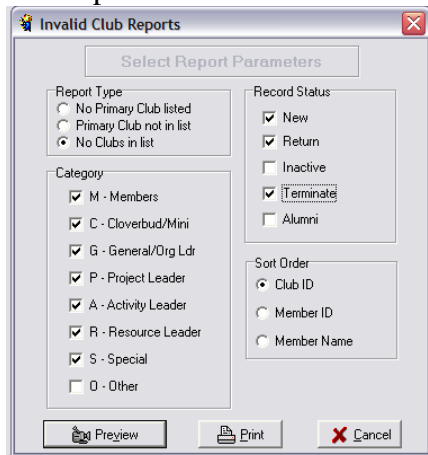 Invalid Club Reports
Select Report Parameters
Report Type
No Primary Club listed
Primary Club not in list
No Clubs in list
Category
M - Members
C - Cloverbud/Mini
G - General/Org Ldr
P - Project Leader
A - Activity Leader
R - Resource Leader
S - Special
O - Other
Record Status
New
Return
Inactive
Terminate
Alumni
Sort Order
Club ID
Member ID
Member Name
Preview
Print
Cancel